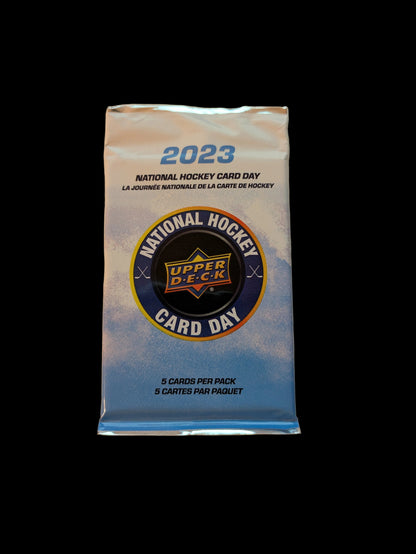 2023
NATIONAL HOCKEY CARD DAY
LA JOURNÉE NATIONALE DE LA CARTE DE HOCKEY
NATIONAL HOCKEY
UPPER
D•E•C•K
®
CARD DAY
5 CARDS PER PACK
5 CARTES PAR PAQUET